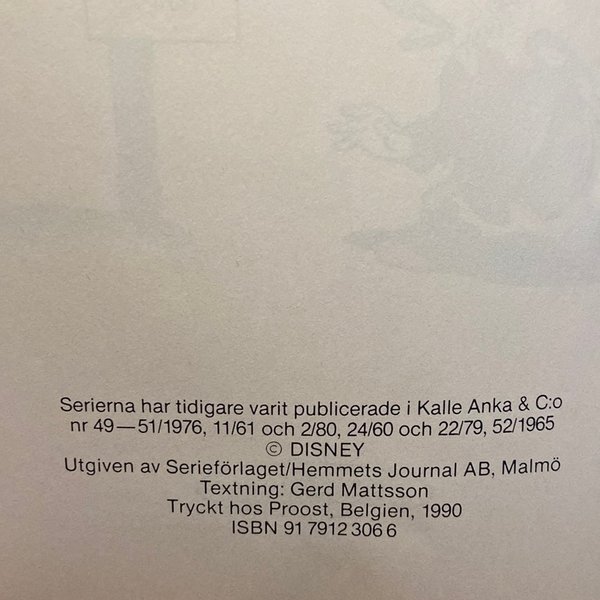 Serierna har tidigare varit publicerade i Kalle Anka & C:o
nr 49—51/1976, 11/61 och 2/80, 24/60 och 22/79, 52/1965
© DISNEY
Utgiven av Serieförlaget/Hemmets Journal AB, Malmö
Textning: Gerd Mattsson
Tryckt hos Proost, Belgien, 1990
ISBN 91 7912 306 6